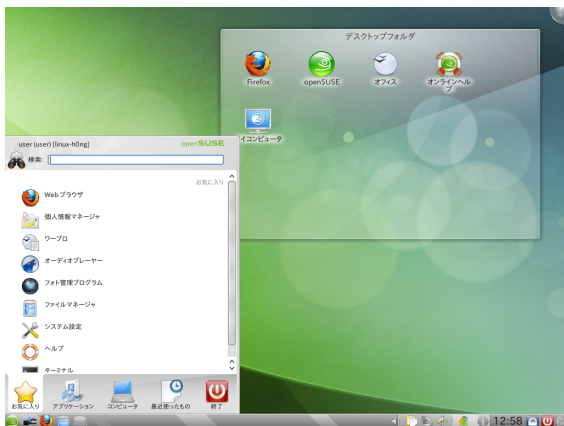 デスクトップフォルダ
Firefox
openSUSE
オフィス
オンラインヘル
プ
イコンピュータ
user (user) [linux-h0ng]
openSUSE
検索:
お気に入り
Web ブラウザ
個人情報マネージャ
ワープロ
オーディオプレーヤー
フォト管理プログラム
ファイルマネージャ
システム設定
ヘルプ
ターミナル
お気に入り
アプリケーション
コンピュータ
最近使ったもの
終了
12:58